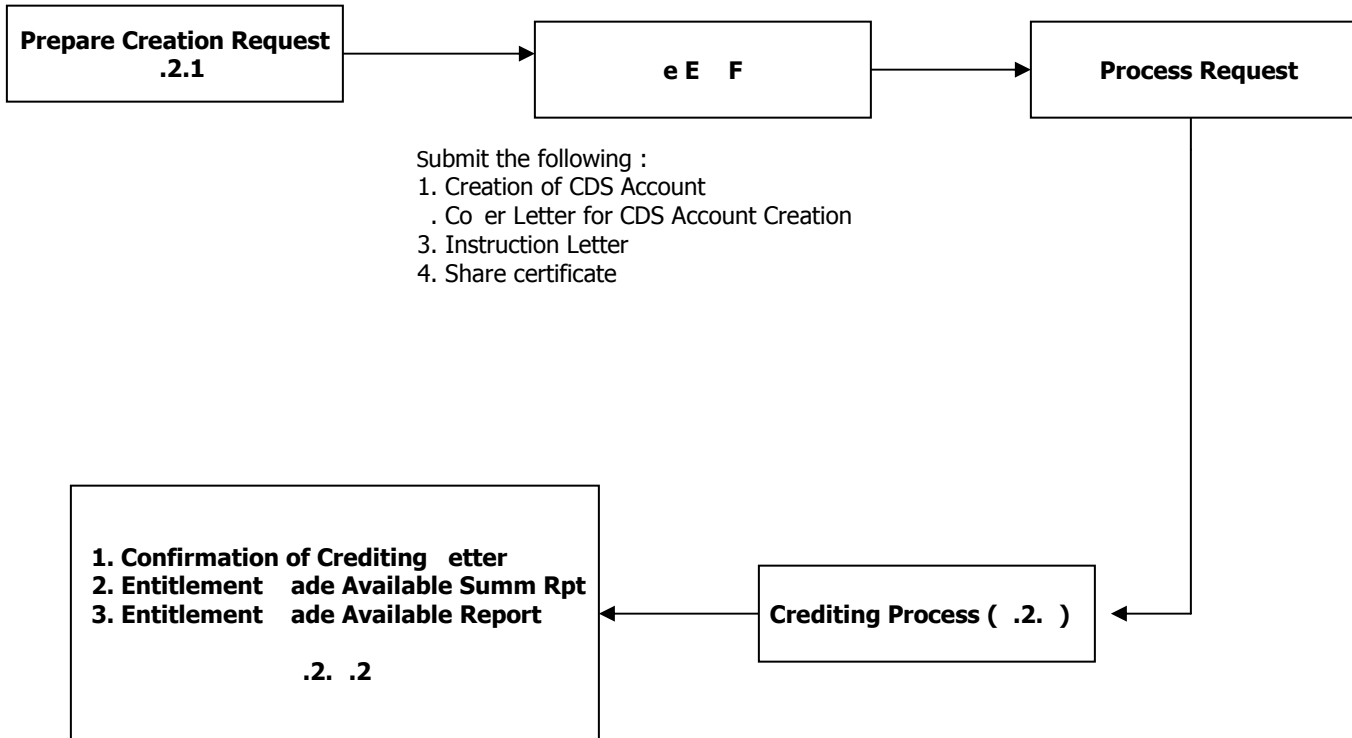 Prepare Creation Request
.2.1
e E F
Process Request
Submit the following :
1. Creation of CDS Account
. Co er Letter for CDS Account Creation
3. Instruction Letter
4. Share certificate
1. Confirmation of Crediting etter
2. Entitlement ade Available Summ Rpt
3. Entitlement ade Available Report
.2. .2
Crediting Process ( .2. )